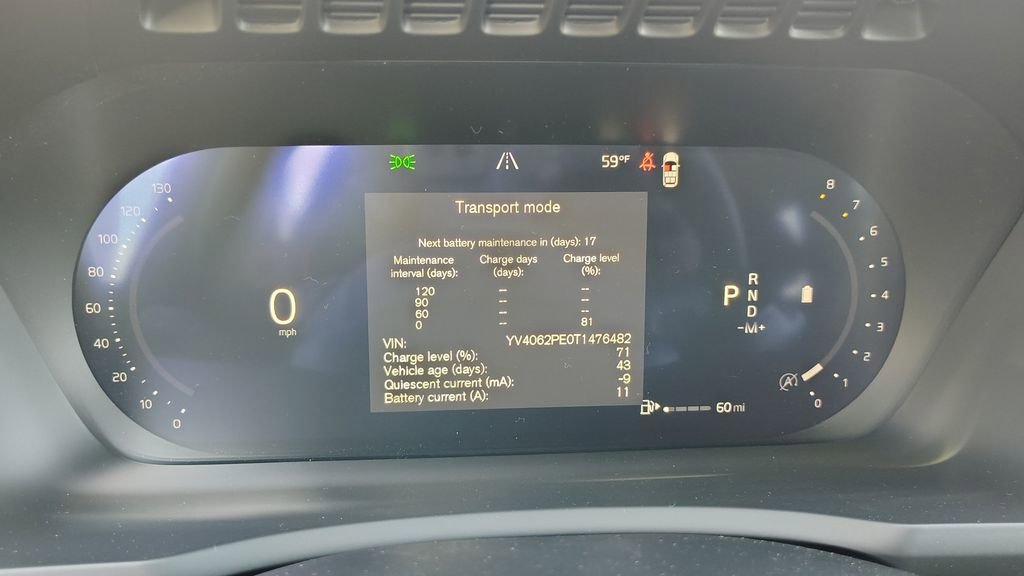 59°F
Transport mode
Next battery maintenance in (days): 17
Maintenance interval (days): Charge days (days): Charge level (%):
120 -- --
90 -- --
60 -- --
0 -- 81
VIN: YV4062PE0T1476482
Charge level (%): 71
Vehicle age (days): 43
Quiescent current (mA): -9
Battery current (A): 11
130
120
100
80
60
40
20
10
0
0
mph
P
R
N
D
-M+
8
7
6
5
4
3
2
1
0
A
60 mi